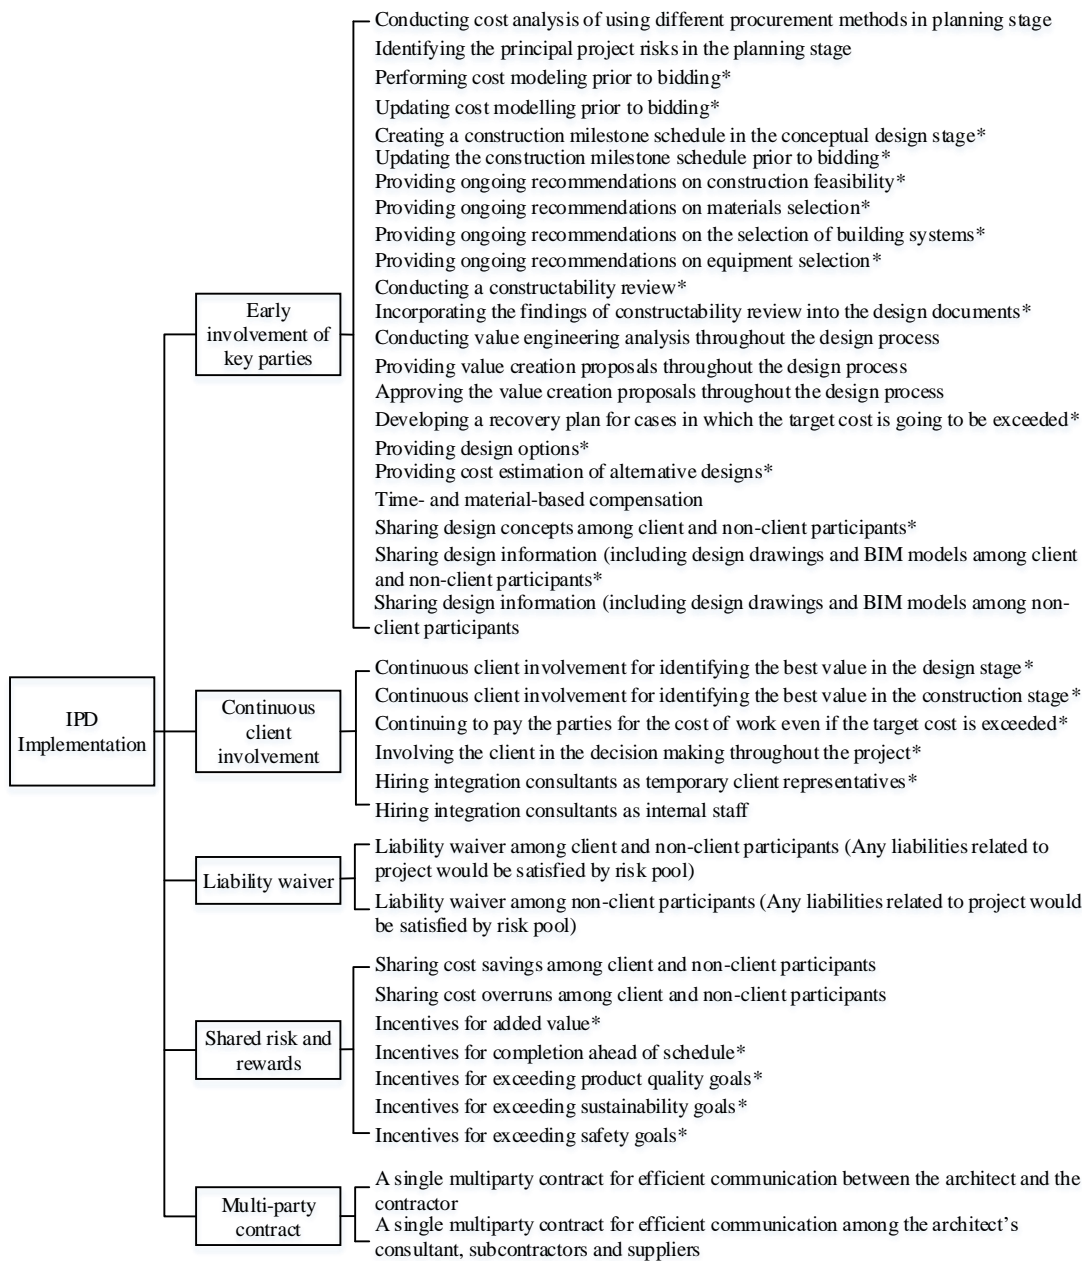 Conducting cost analysis of using different procurement methods in planning stage
Identifying the principal project risks in the planning stage
Performing cost modeling prior to bidding*
Updating cost modelling prior to bidding*
Creating a construction milestone schedule in the conceptual design stage*
Updating the construction milestone schedule prior to bidding*
Providing ongoing recommendations on construction feasibility*
Providing ongoing recommendations on materials selection*
Providing ongoing recommendations on the selection of building systems*
Providing ongoing recommendations on equipment selection*
Conducting a constructability review*
Incorporating the findings of constructability review into the design documents*
Conducting value engineering analysis throughout the design process
Providing value creation proposals throughout the design process
Approving the value creation proposals throughout the design process
Developing a recovery plan for cases in which the target cost is going to be exceeded*
Providing design options*
Providing cost estimation of alternative designs*
Time- and material-based compensation
Sharing design concepts among client and non-client participants*
Sharing design information (including design drawings and BIM models among client
and non-client participants*
Sharing design information (including design drawings and BIM models among non-
client participants
Early
involvement of
key parties
IPD
Implementation
Continuous
client
involvement
Continuous client involvement for identifying the best value in the design stage*
Continuous client involvement for identifying the best value in the construction stage*
Continuing to pay the parties for the cost of work even if the target cost is exceeded*
Involving the client in the decision making throughout the project*
Hiring integration consultants as temporary client representatives*
Hiring integration consultants as internal staff
Liability waiver
Liability waiver among client and non-client participants (Any liabilities related to
project would be satisfied by risk pool)
Liability waiver among non-client participants (Any liabilities related to project would
be satisfied by risk pool)
Shared risk and
rewards
Sharing cost savings among client and non-client participants
Sharing cost overruns among client and non-client participants
Incentives for added value*
Incentives for completion ahead of schedule*
Incentives for exceeding product quality goals*
Incentives for exceeding sustainability goals*
Incentives for exceeding safety goals*
Multi-party
contract
A single multiparty contract for efficient communication between the architect and the
contractor
A single multiparty contract for efficient communication among the architect's
consultant, subcontractors and suppliers